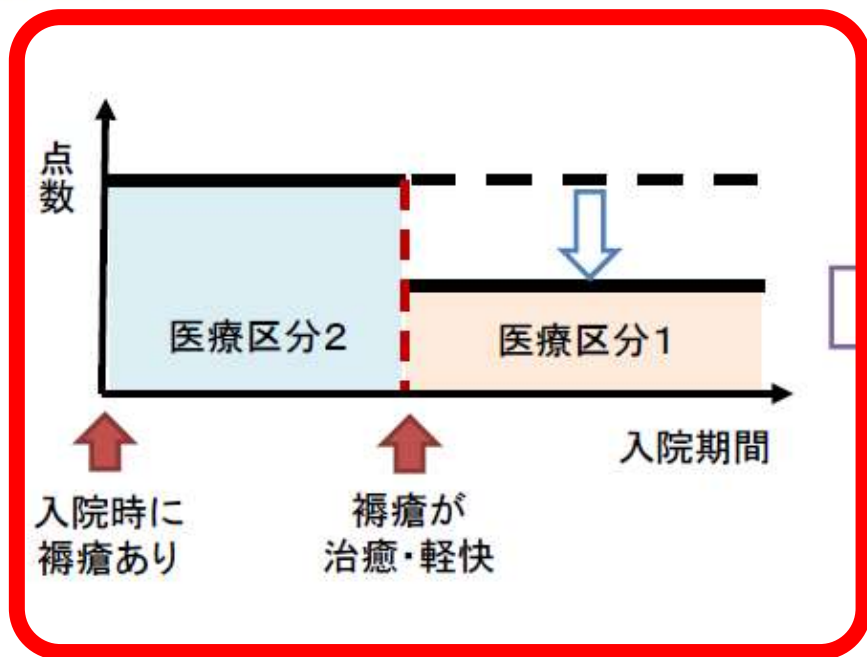 点
数
医療区分2
医療区分1
入院期間
入院時に
褥瘡あり
褥瘡が
治癒・軽快